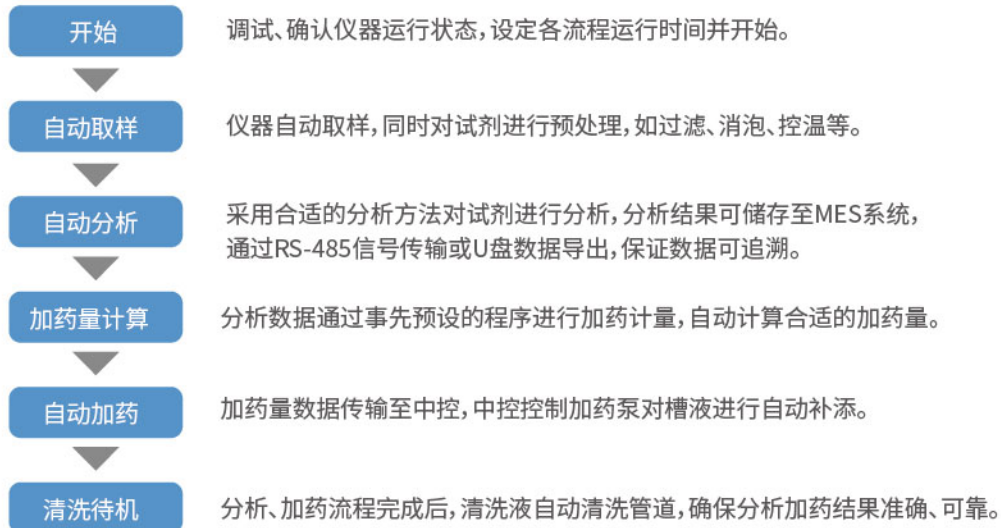 开始
调试、确认仪器运行状态,设定各流程运行时间并开始。
自动取样
仪器自动取样,同时对试剂进行预处理,如过滤、消泡、控温等。
自动分析
采用合适的分析方法对试剂进行分析,分析结果可储存至MES系统,
通过RS-485信号传输或U盘数据导出,保证数据可追溯。
加药量计算
分析数据通过事先预设的程序进行加药计量,自动计算合适的加药量。
自动加药
加药量数据传输至中控,中控控制加药泵对槽液进行自动补添。
清洗待机
分析、加药流程完成后,清洗液自动清洗管道,确保分析加药结果准确、可靠。